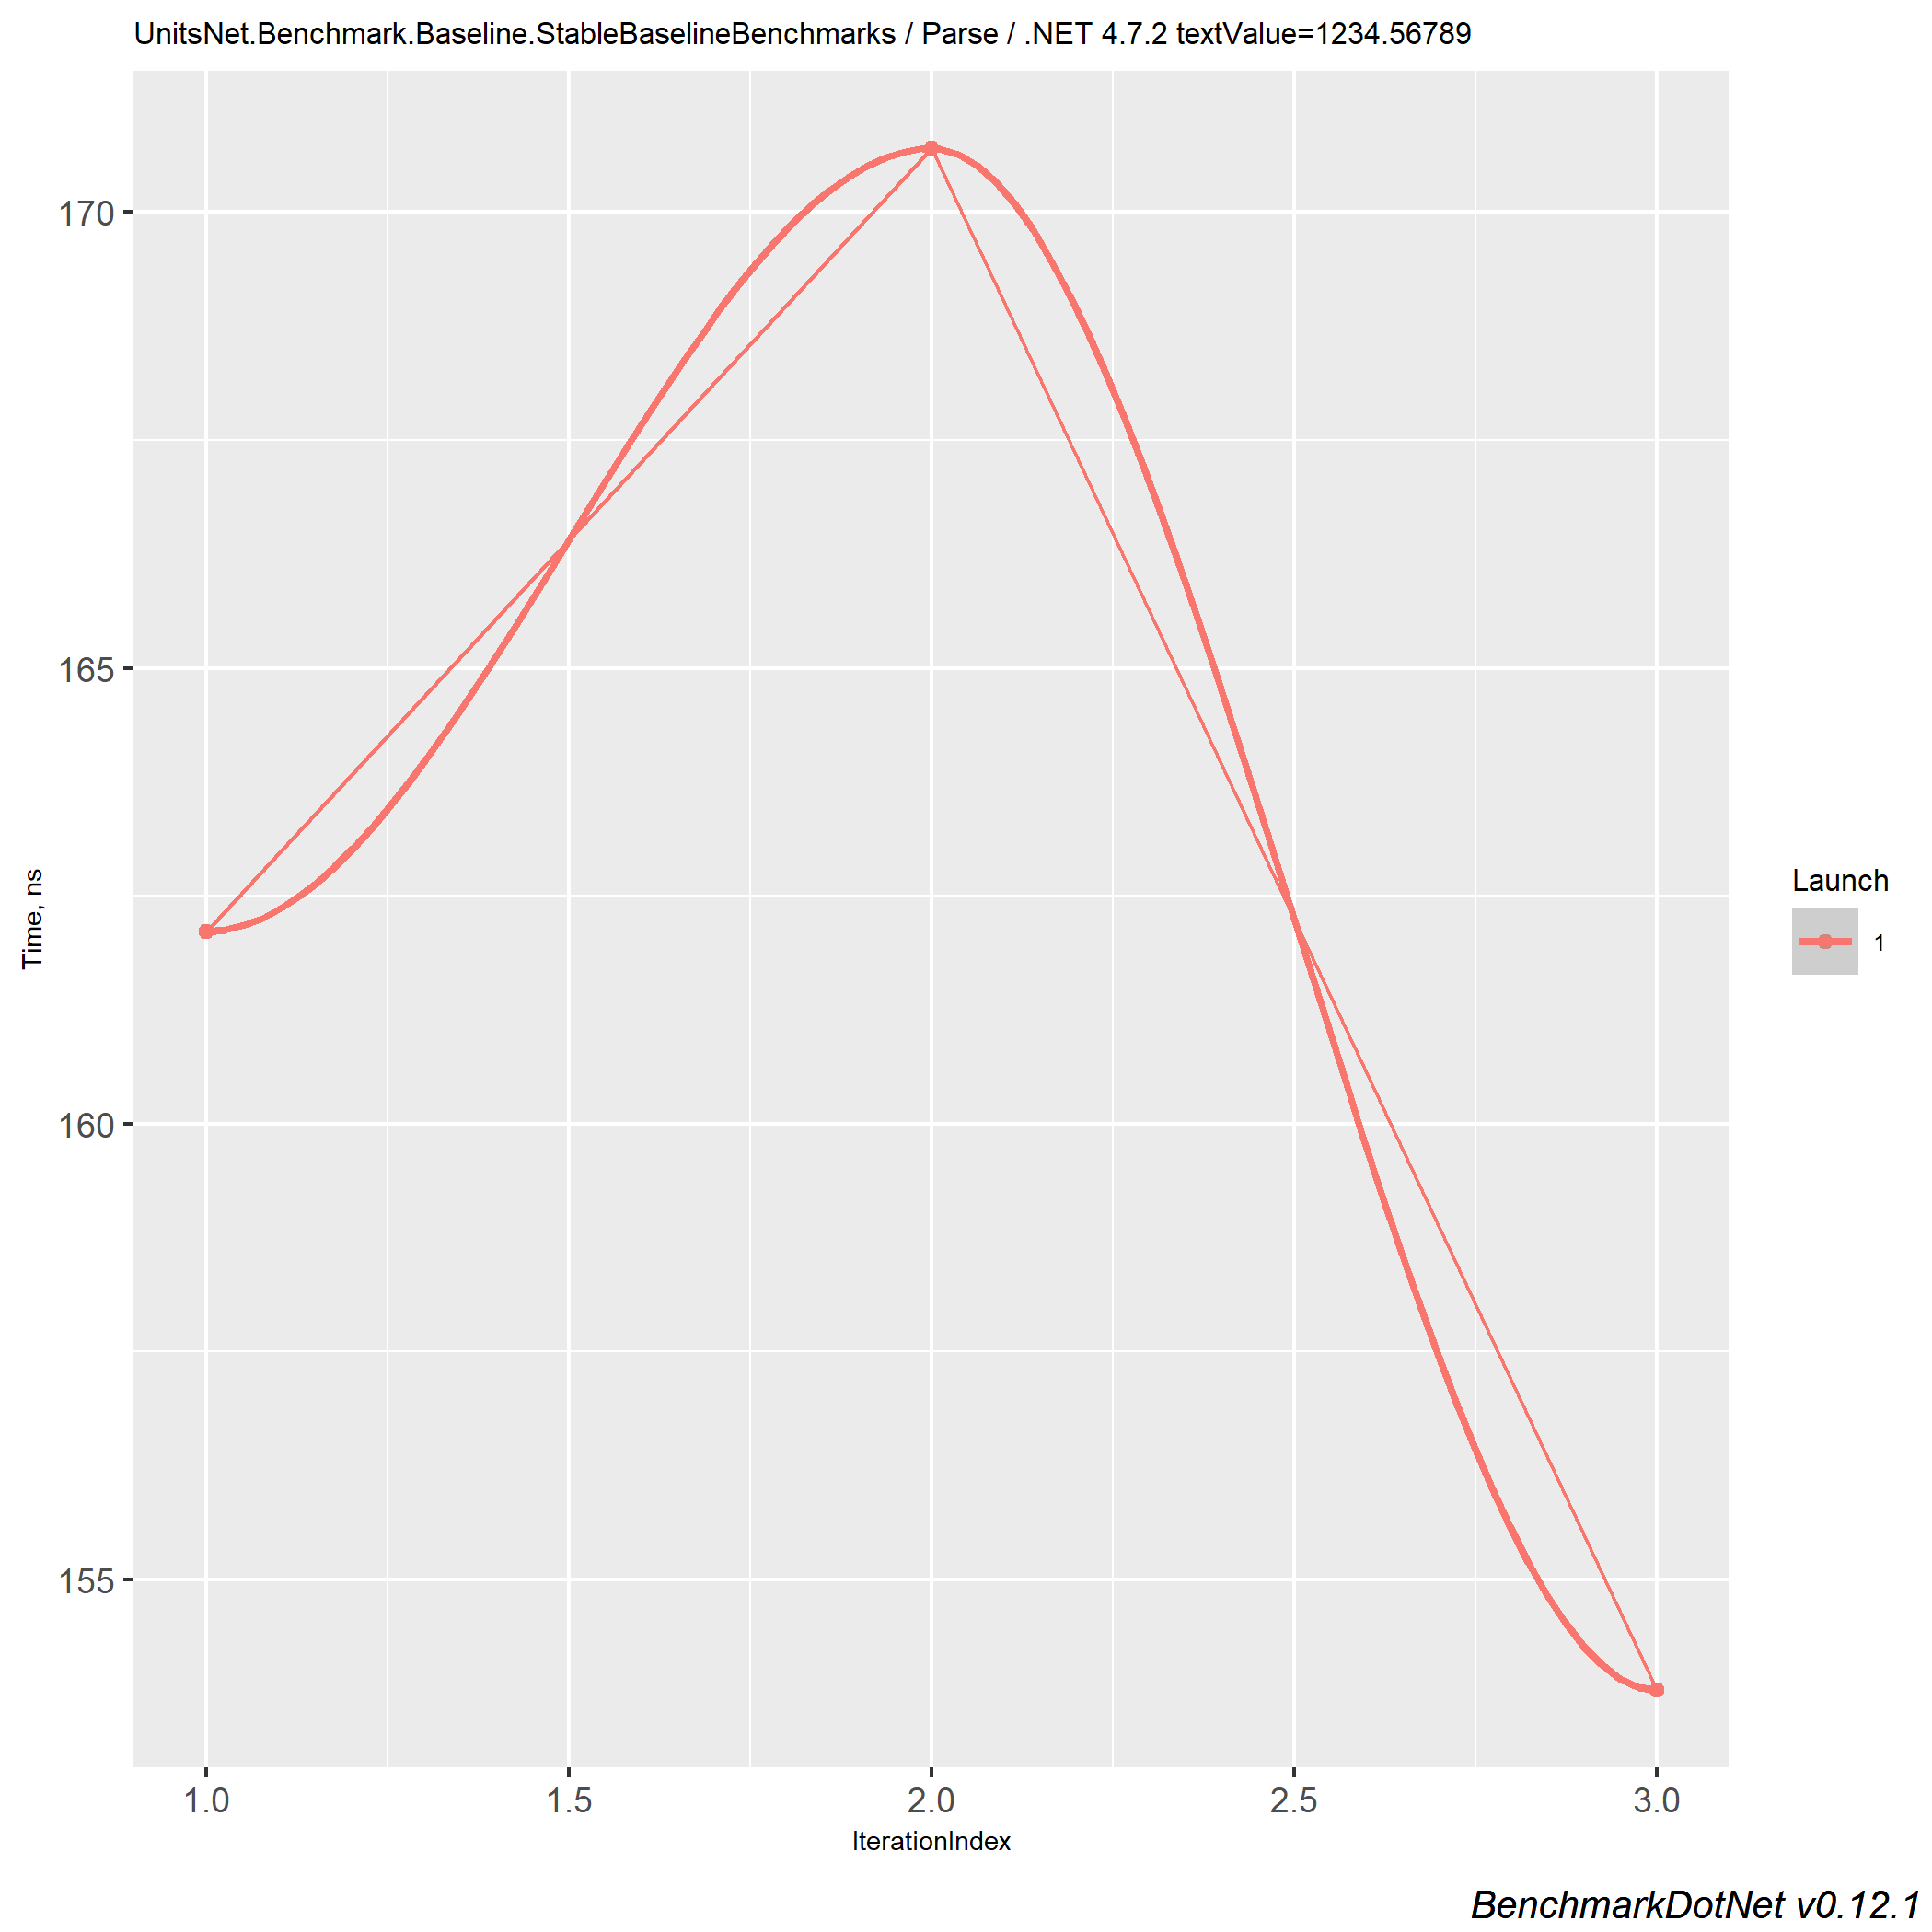 UnitsNet.Benchmark.Baseline.StableBaselineBenchmarks / Parse / .NET 4.7.2 textValue=1234.56789
170
165
160
155
Time, ns
1.0 1.5 2.0 2.5 3.0
IterationIndex
Launch
1
BenchmarkDotNet v0.12.1